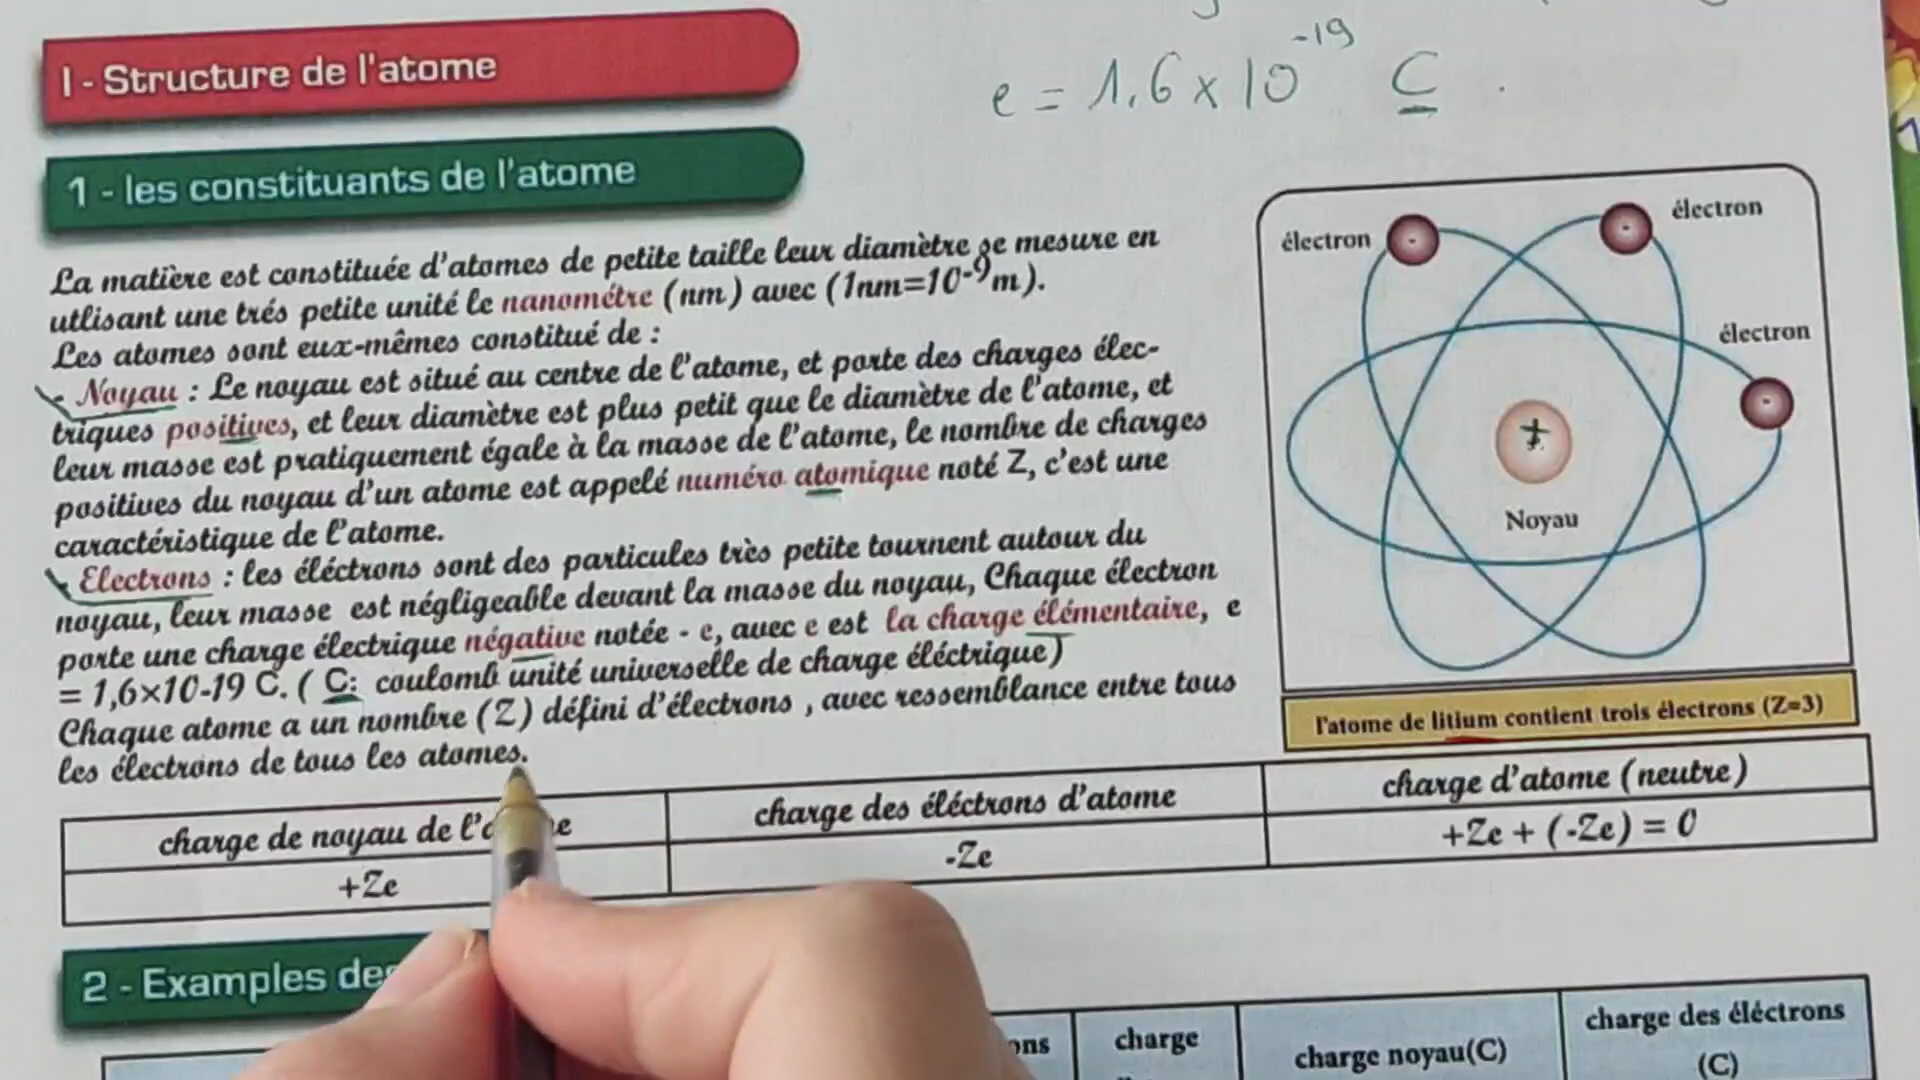 I - Structure de l'atome
e = 1,6 x 10^-19 C .
1 - les constituants de l'atome
La matière est constituée d'atomes de petite taille leur diamètre se mesure en
utlisant une trés petite unité le nanométre (nm) avec (1nm=10-9m).
Les atomes sont eux-mêmes constitué de :
- Noyau : Le noyau est situé au centre de l'atome, et porte des charges élec-
triques positives, et leur diamètre est plus petit que le diamètre de l'atome, et
leur masse est pratiquement égale à la masse de l'atome, le nombre de charges
positives du noyau d'un atome est appelé numéro atomique noté Z, c'est une
caractéristique de l'atome.
- Electrons : les éléctrons sont des particules très petite tournent autour du
noyau, leur masse est négligeable devant la masse du noyau, Chaque électron
porte une charge électrique négative notée - e, avec e est la charge élémentaire, e
= 1,6×10-19 C. ( C: coulomb unité universelle de charge éléctrique)
Chaque atome a un nombre (Z) défini d'électrons , avec ressemblance entre tous
les électrons de tous les atomes.
électron
électron
électron
-
-
-
+
Noyau
l'atome de litium contient trois électrons (Z=3)
charge de noyau de l'
charge des éléctrons d'atome
charge d'atome (neutre)
+Ze
-Ze
+Ze + (-Ze) = 0
2 - Examples
charge
charge noyau(C)
charge des éléctrons
(C)